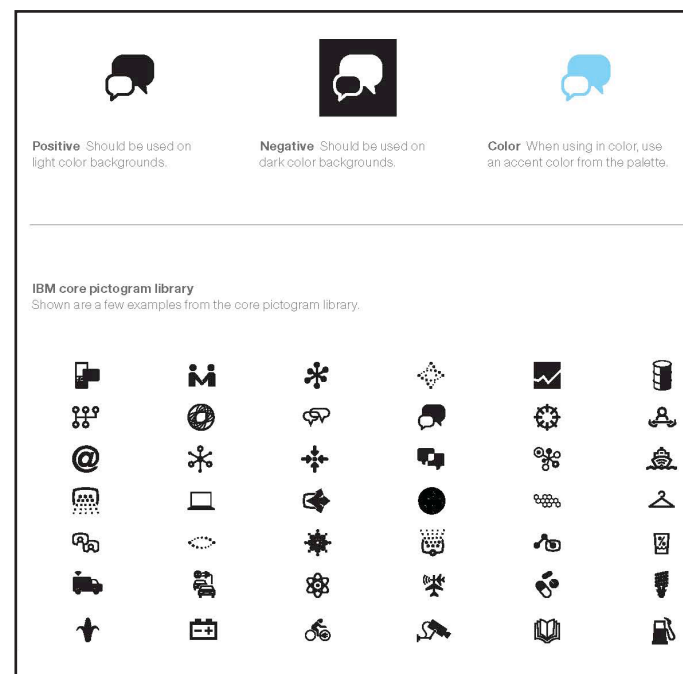 Positive Should be used on
light color backgrounds.
Negative Should be used on
dark color backgrounds.
Color When using in color, use
an accent color from the palette.
IBM core pictogram library
Shown are a few examples from the core pictogram library.
@
%